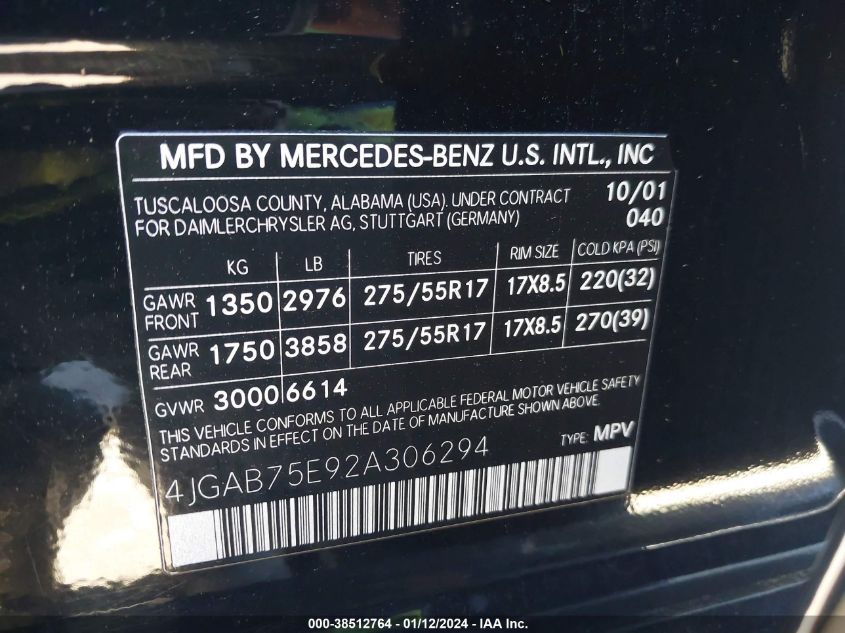 MFD BY MERCEDES-BENZ U.S. INTL., INC
TUSCALOOSA COUNTY, ALABAMA (USA). UNDER CONTRACT 10/01
FOR DAIMLERCHRYSLER AG, STUTTGART (GERMANY) 040
KG LB TIRES RIM SIZE COLD KPA (PSI)
GAWR FRONT 1350 2976 275/55R17 17X8.5 220(32)
GAWR REAR 1750 3858 275/55R17 17X8.5 270(39)
GVWR 3000 6614
THIS VEHICLE CONFORMS TO ALL APPLICABLE FEDERAL MOTOR VEHICLE SAFETY
STANDARDS IN EFFECT ON THE DATE OF MANUFACTURE SHOWN ABOVE.
4JGAB75E92A306294 TYPE: MPV
000-38512764 - 01/12/2024 - IAA Inc.